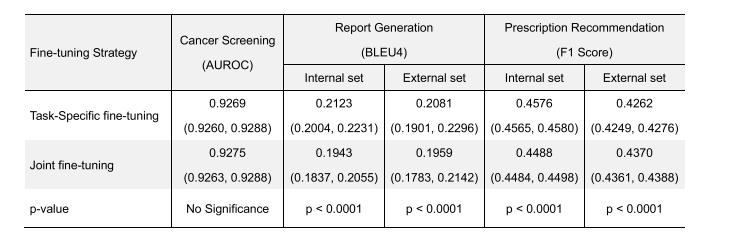 Fine-tuning Strategy
Cancer Screening
(AUROC)
Report Generation
(BLEU4)
Prescription Recommendation
(F1 Score)
Internal set
External set
Internal set
External set
Task-Specific fine-tuning
0.9269
(0.9260, 0.9288)
0.2123
(0.2004, 0.2231)
0.2081
(0.1901, 0.2296)
0.4576
(0.4565, 0.4580)
0.4262
(0.4249, 0.4276)
Joint fine-tuning
0.9275
(0.9263, 0.9288)
0.1943
(0.1837, 0.2055)
0.1959
(0.1783, 0.2142)
0.4488
(0.4484, 0.4498)
0.4370
(0.4361, 0.4388)
p-value
No Significance
p < 0.0001
p < 0.0001
p < 0.0001
p < 0.0001